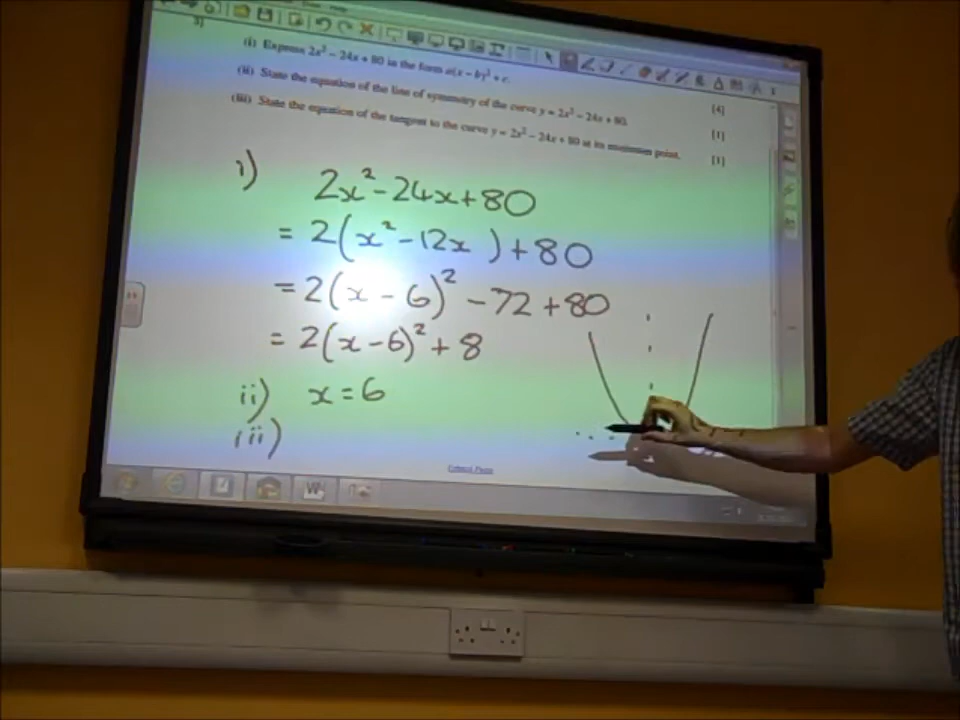 3)
(i) Express 2x² − 24x + 80 in the form a(x − b)² + c.
(ii) State the equation of the line of symmetry of the curve y = 2x² − 24x + 80. [4]
(iii) State the equation of the tangent to the curve y = 2x² − 24x + 80 at its minimum point. [1]
[1]
i) 2x² - 24x + 80
= 2(x² - 12x ) + 80
= 2(x - 6)² - 72 + 80
= 2(x - 6)² + 8
ii) x = 6
iii)
W